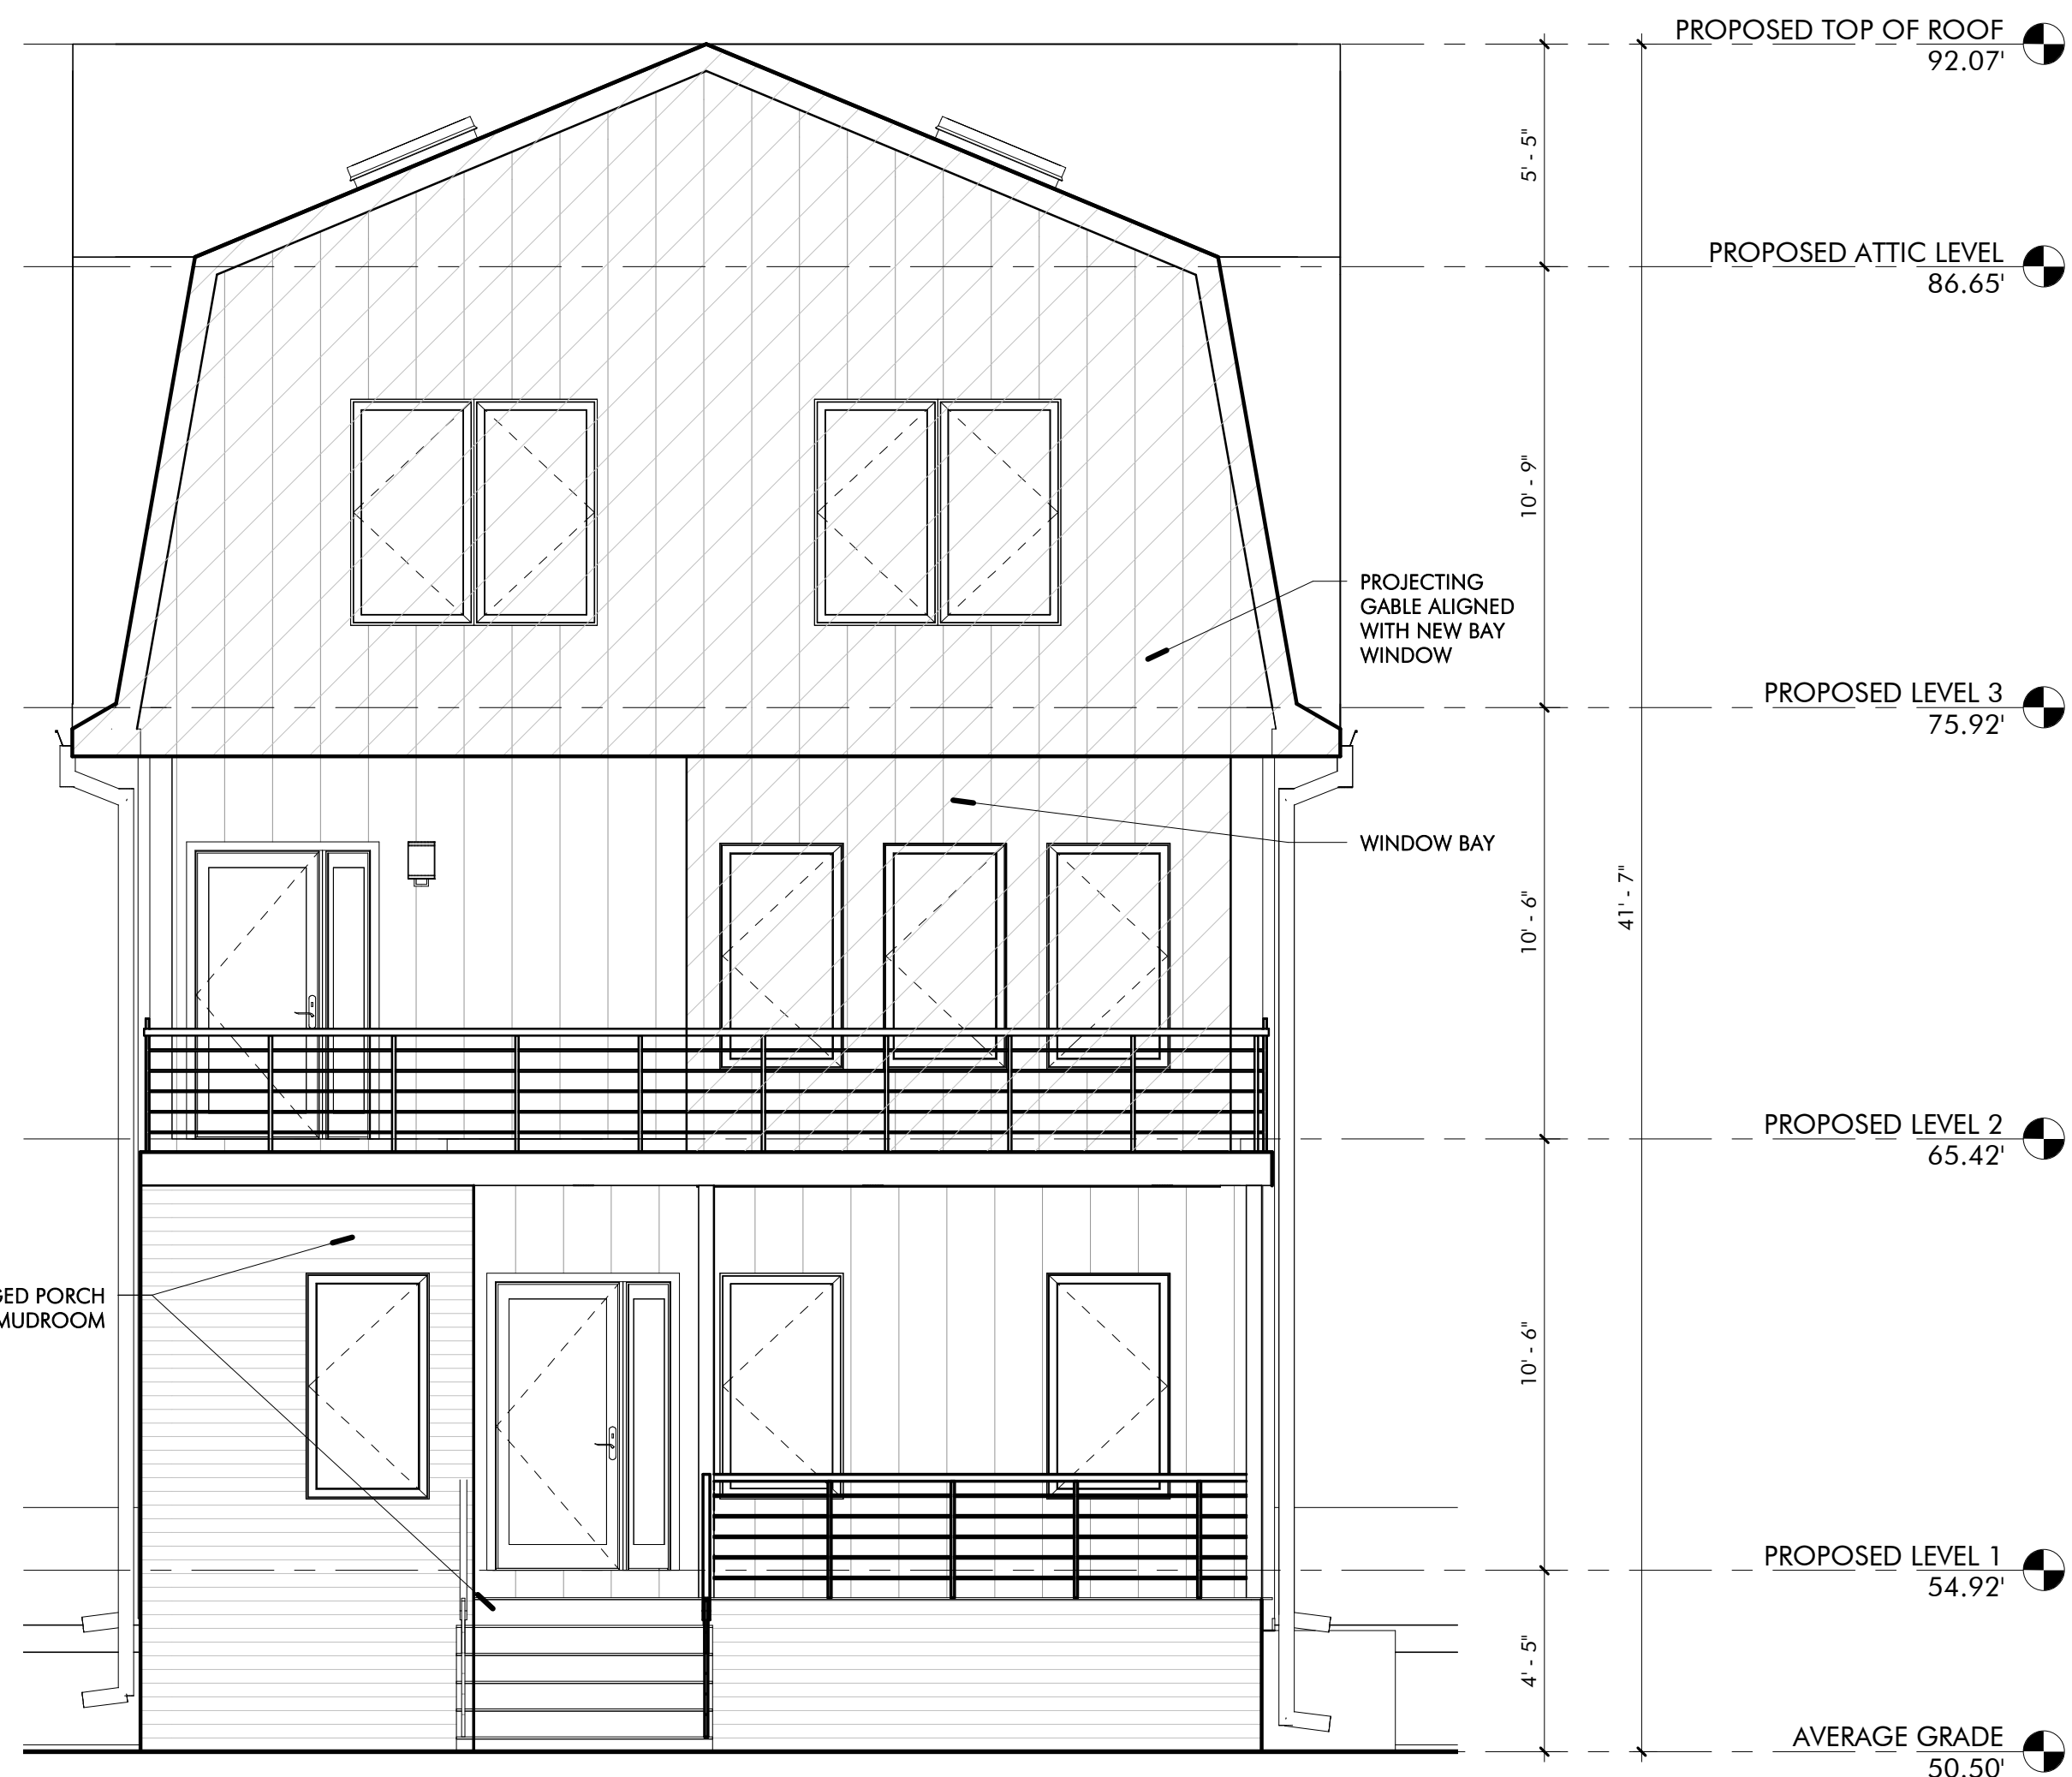 PROPOSED TOP OF ROOF
92.07'
5' - 5"
PROPOSED ATTIC LEVEL
86.65'
10' - 9"
PROJECTING
GABLE ALIGNED
WITH NEW BAY
WINDOW
PROPOSED LEVEL 3
75.92'
WINDOW BAY
10' - 6"
41' - 7"
PROPOSED LEVEL 2
65.42'
PORCH
MUDROOM
10' - 6"
PROPOSED LEVEL 1
54.92'
4' - 5"
AVERAGE GRADE
50.50'